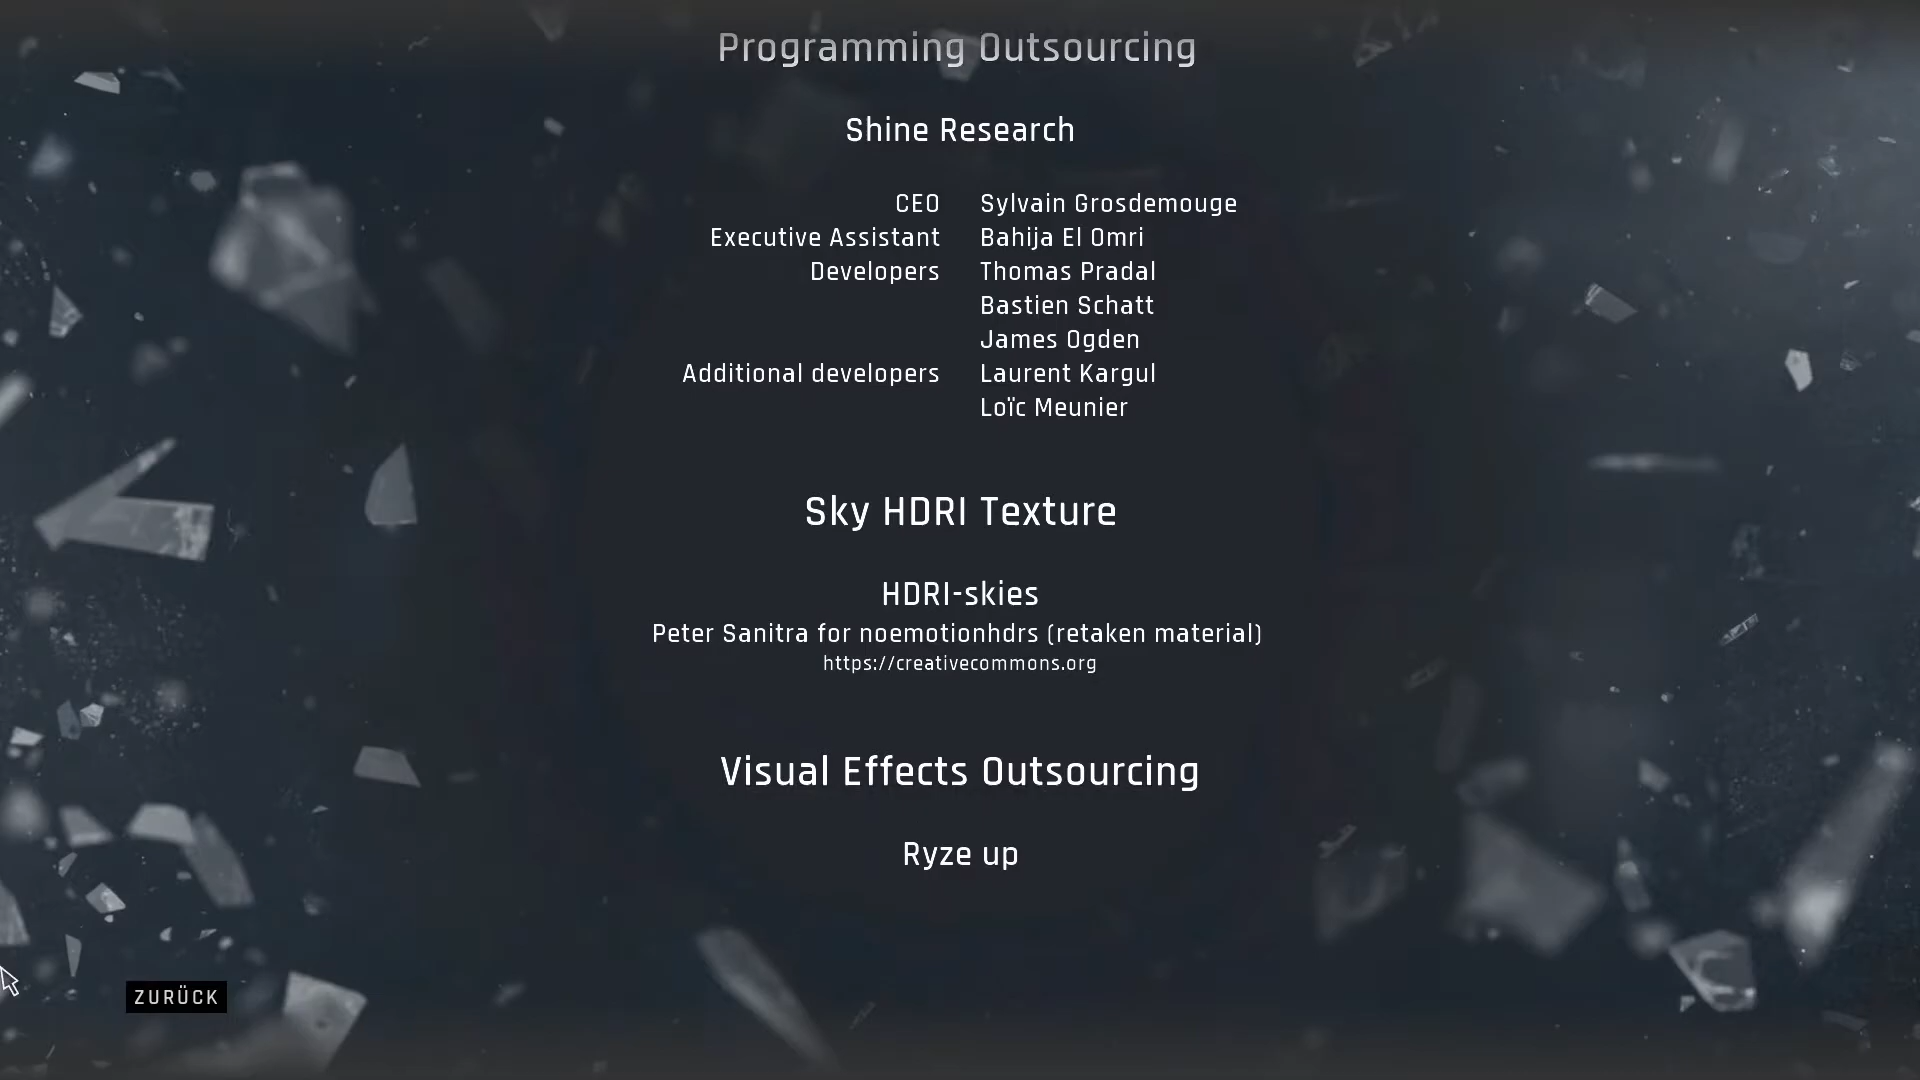 Programming Outsourcing
Shine Research
CEO Sylvain Grosdemouge
Executive Assistant Bahija El Omri
Developers Thomas Pradal
Bastien Schatt
James Ogden
Additional developers Laurent Kargul
Loïc Meunier
Sky HDRI Texture
HDRI-skies
Peter Sanitra for noemotionhdrs (retaken material)
https://creativecommons.org
Visual Effects Outsourcing
Ryze up
ZURÜCK